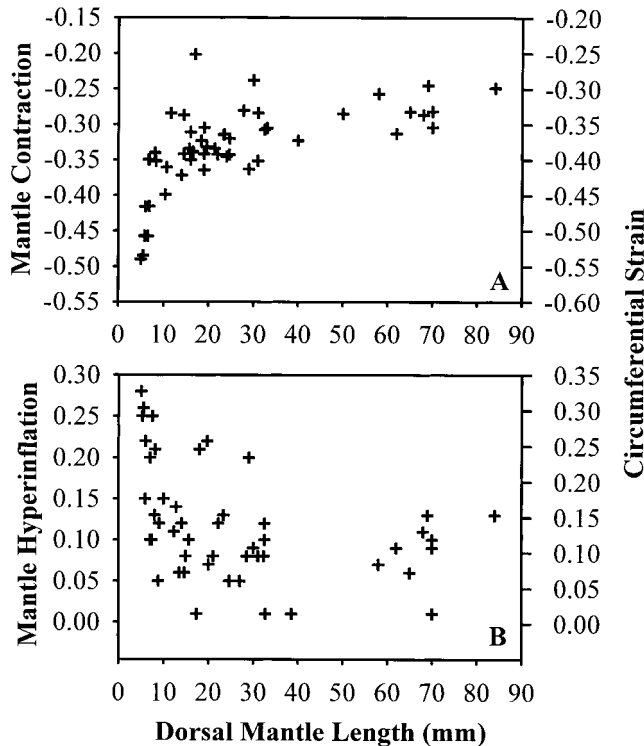 -0.15 -0.20
-0.20 -0.25
-0.25 -0.30
-0.30 -0.35
-0.35 -0.40
-0.40 -0.45
-0.45 -0.50
-0.50 -0.55
-0.55 -0.60
Mantle Contraction
A
0 10 20 30 40 50 60 70 80 90
Circumferential Strain
0.30 0.35
0.25 0.30
0.20 0.25
0.15 0.20
0.10 0.15
0.05 0.10
0.00 0.05
0.00
Mantle Hyperinflation
B
0 10 20 30 40 50 60 70 80 90
Dorsal Mantle Length (mm)